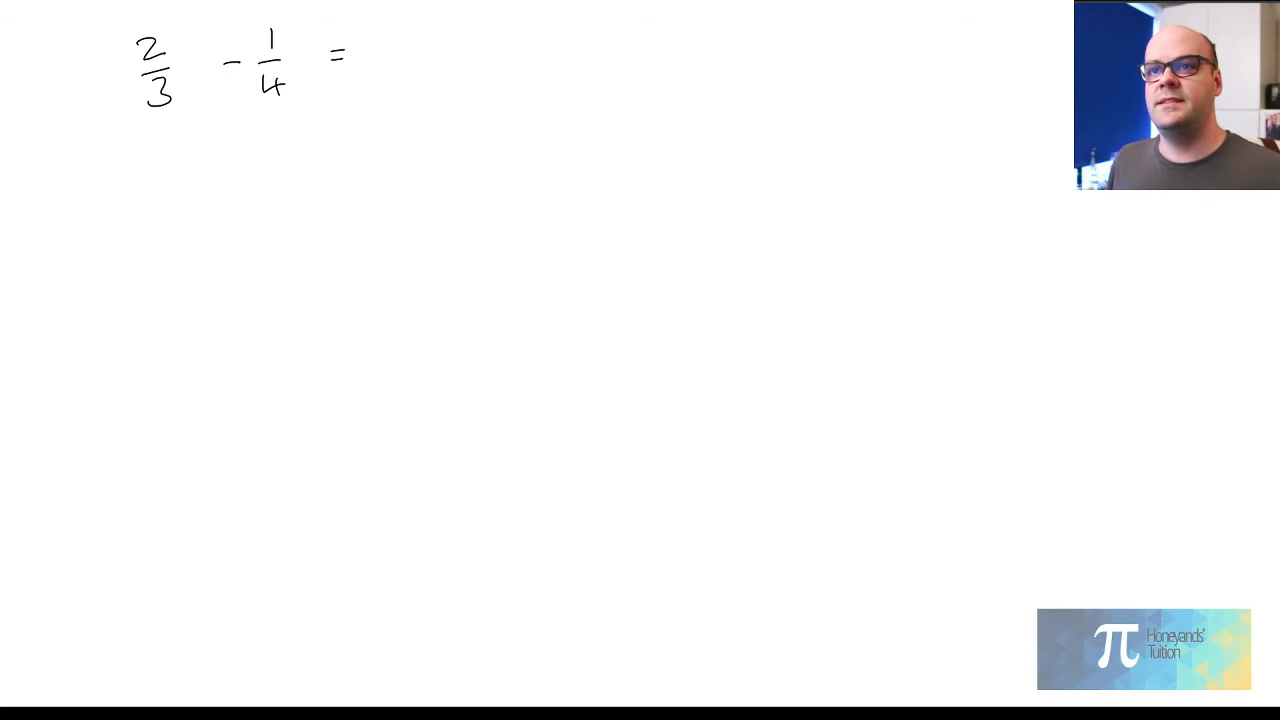 2/3 - 1/4 =
π Honeyands'
Tuition